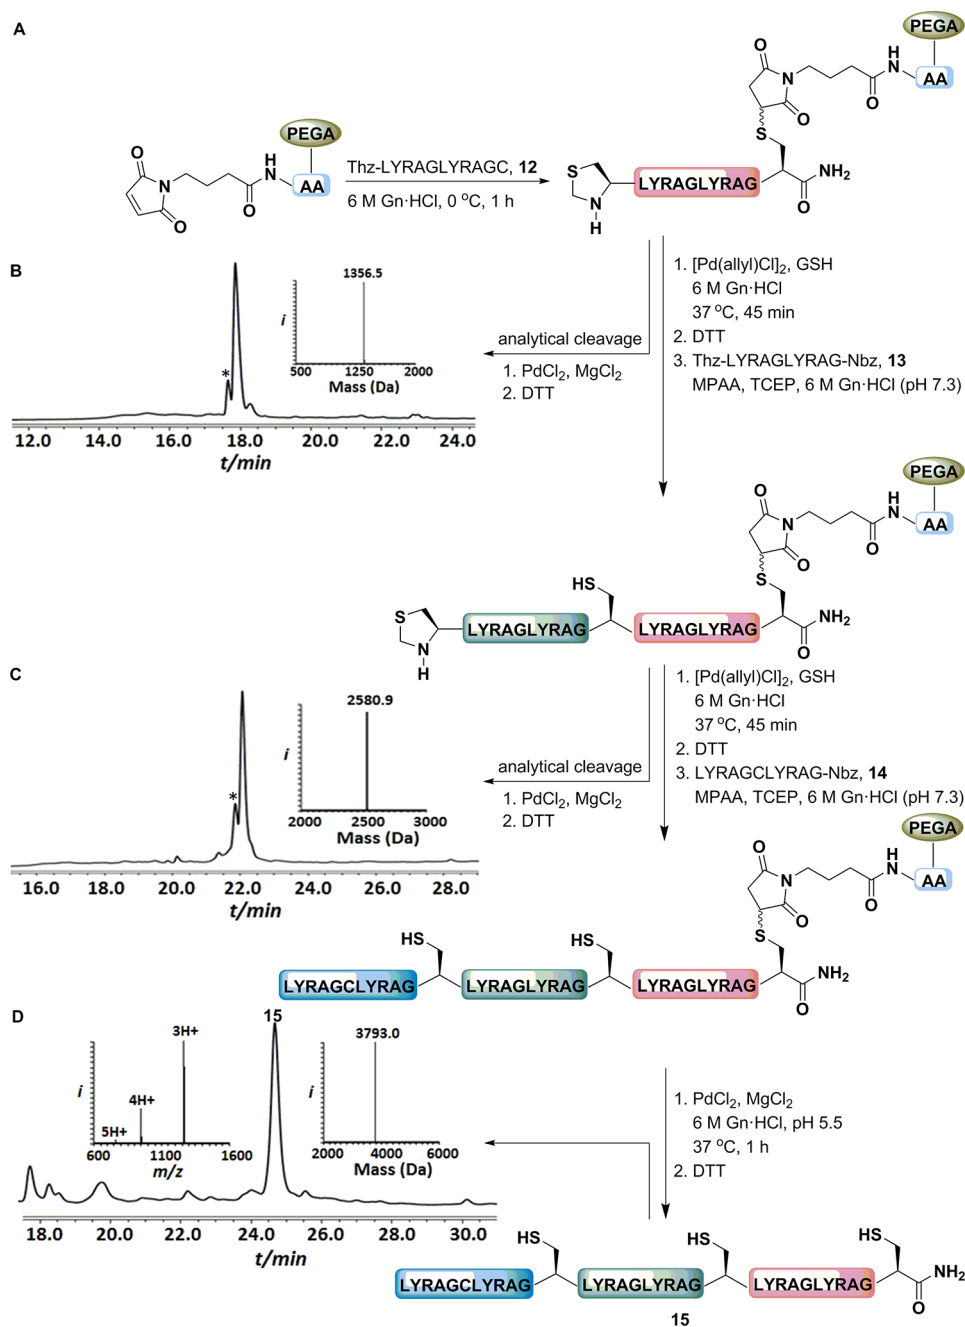 A
PEGA
O
O
N
O
H
N
AA
Thz-LYRAGLYRAGC, 12
6 M Gn·HCl, 0 °C, 1 h
PEGA
O
N
O
H
N
O
AA
S
S
N
H
LYRAGLYRAG
NH2
O
B
1356.5
i
500 1250 2000
Mass (Da)
*
12.0 14.0 16.0 18.0 20.0 22.0 24.0
t/min
analytical cleavage
1. PdCl2, MgCl2
2. DTT
1. [Pd(allyl)Cl]2, GSH
6 M Gn·HCl
37 °C, 45 min
2. DTT
3. Thz-LYRAGLYRAG-Nbz, 13
MPAA, TCEP, 6 M Gn·HCl (pH 7.3)
PEGA
O
N
O
H
N
O
AA
S
HS
S
N
H
LYRAGLYRAG
LYRAGLYRAG
NH2
O
C
2580.9
i
2000 2500 3000
Mass (Da)
*
16.0 18.0 20.0 22.0 24.0 26.0 28.0
t/min
analytical cleavage
1. PdCl2, MgCl2
2. DTT
1. [Pd(allyl)Cl]2, GSH
6 M Gn·HCl
37 °C, 45 min
2. DTT
3. LYRAGCLYRAG-Nbz, 14
MPAA, TCEP, 6 M Gn·HCl (pH 7.3)
PEGA
O
N
O
H
N
O
AA
S
HS
HS
LYRAGCLYRAG
LYRAGLYRAG
LYRAGLYRAG
NH2
O
D
15
3H+
4H+
5H+
i
600 1100 1600
m/z
3793.0
i
2000 4000 6000
Mass (Da)
18.0 20.0 22.0 24.0 26.0 28.0 30.0
t/min
1. PdCl2, MgCl2
6 M Gn·HCl, pH 5.5
37 °C, 1 h
2. DTT
HS
HS
HS
LYRAGCLYRAG
LYRAGLYRAG
LYRAGLYRAG
NH2
O
15